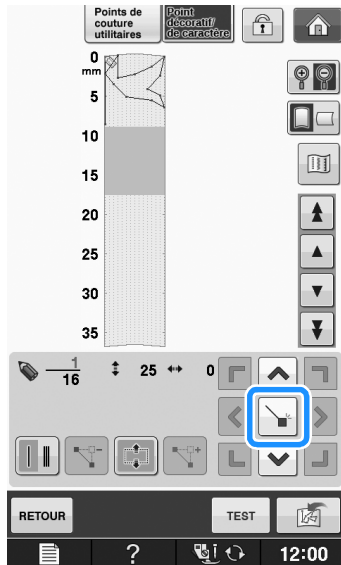 Points de
couture
utilitaires
Point
décoratif/
de caractère
0
mm
5
10
15
20
25
30
35
1
16
25
0
RETOUR
TEST
?
12:00